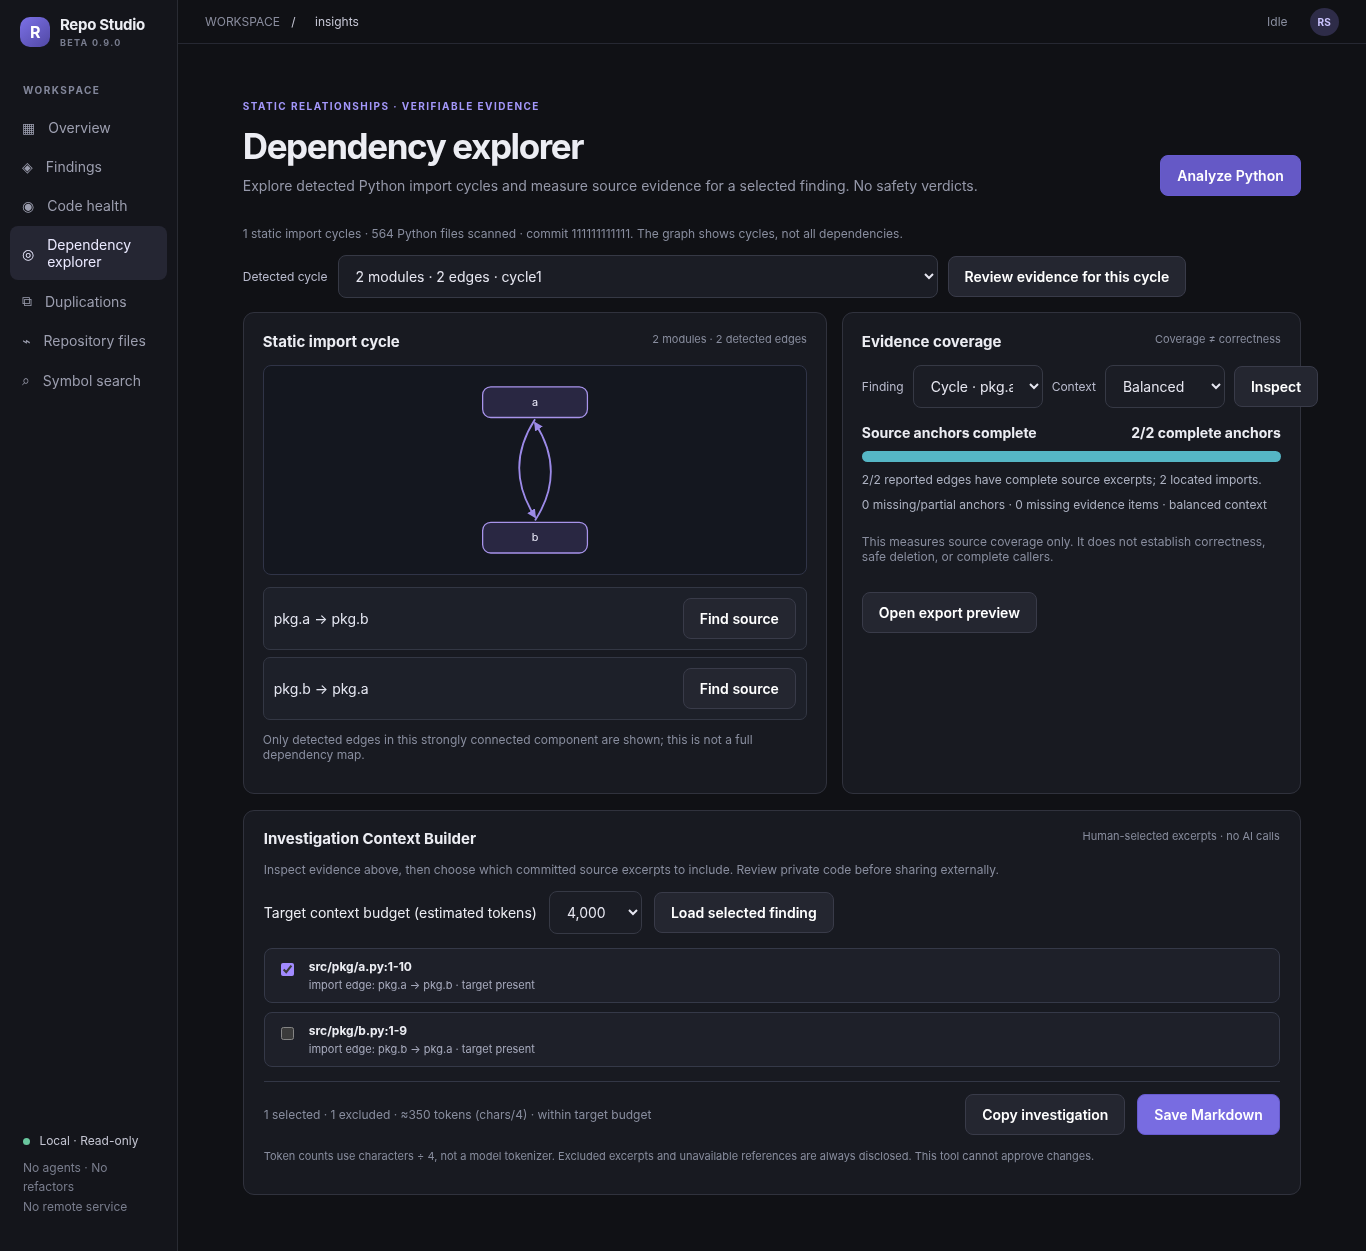 R
Repo Studio
BETA 0.9.0
WORKSPACE
Overview
Findings
Code health
Dependency
explorer
Duplications
Repository files
Symbol search
Local · Read-only
No agents · No
refactors
No remote service
WORKSPACE / insights
Idle
RS
STATIC RELATIONSHIPS · VERIFIABLE EVIDENCE
Dependency explorer
Explore detected Python import cycles and measure source evidence for a selected finding. No safety verdicts.
Analyze Python
1 static import cycles · 564 Python files scanned · commit 111111111111. The graph shows cycles, not all dependencies.
Detected cycle
2 modules · 2 edges · cycle1
Review evidence for this cycle
Static import cycle
2 modules · 2 detected edges
a
b
pkg.a → pkg.b
Find source
pkg.b → pkg.a
Find source
Only detected edges in this strongly connected component are shown; this is not a full
dependency map.
Evidence coverage
Coverage ≠ correctness
Finding
Cycle · pkg.a
Context
Balanced
Inspect
Source anchors complete
2/2 complete anchors
2/2 reported edges have complete source excerpts; 2 located imports.
0 missing/partial anchors · 0 missing evidence items · balanced context
This measures source coverage only. It does not establish correctness,
safe deletion, or complete callers.
Open export preview
Investigation Context Builder
Human-selected excerpts · no AI calls
Inspect evidence above, then choose which committed source excerpts to include. Review private code before sharing externally.
Target context budget (estimated tokens)
4,000
Load selected finding
src/pkg/a.py:1-10
import edge: pkg.a → pkg.b · target present
src/pkg/b.py:1-9
import edge: pkg.b → pkg.a · target present
1 selected · 1 excluded · ≈350 tokens (chars/4) · within target budget
Copy investigation
Save Markdown
Token counts use characters ÷ 4, not a model tokenizer. Excluded excerpts and unavailable references are always disclosed. This tool cannot approve changes.